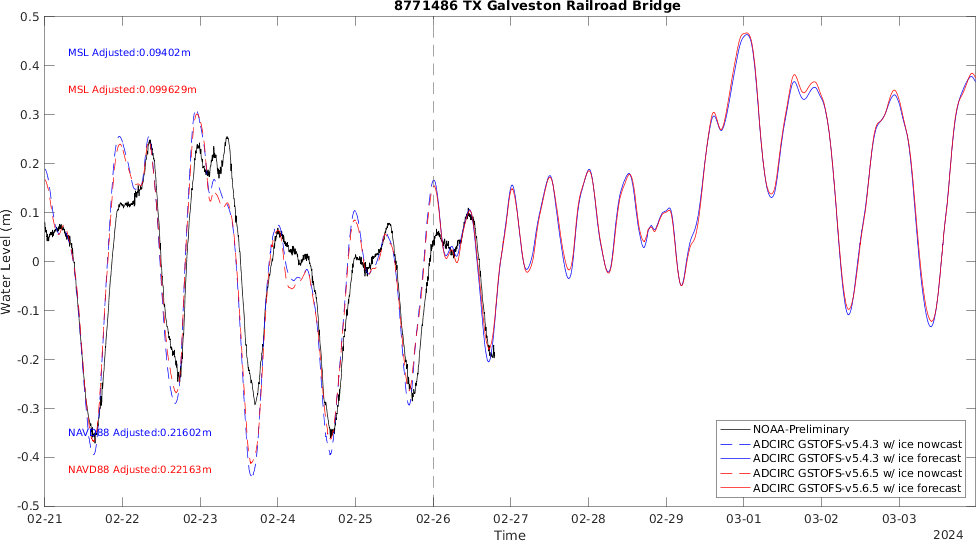 8771486 TX Galveston Railroad Bridge
0.5
0.4
0.3
0.2
0.1
0
-0.1
-0.2
-0.3
-0.4
-0.5
Water Level (m)
MSL Adjusted:0.09402m
MSL Adjusted:0.099629m
NAVD88 Adjusted:0.21602m
NAVD88 Adjusted:0.22163m
NOAA-Preliminary
ADCIRC GSTOFS-v5.4.3 w/ ice nowcast
ADCIRC GSTOFS-v5.4.3 w/ ice forecast
ADCIRC GSTOFS-v5.6.5 w/ ice nowcast
ADCIRC GSTOFS-v5.6.5 w/ ice forecast
02-21 02-22 02-23 02-24 02-25 02-26 02-27 02-28 02-29 03-01 03-02 03-03
Time
2024